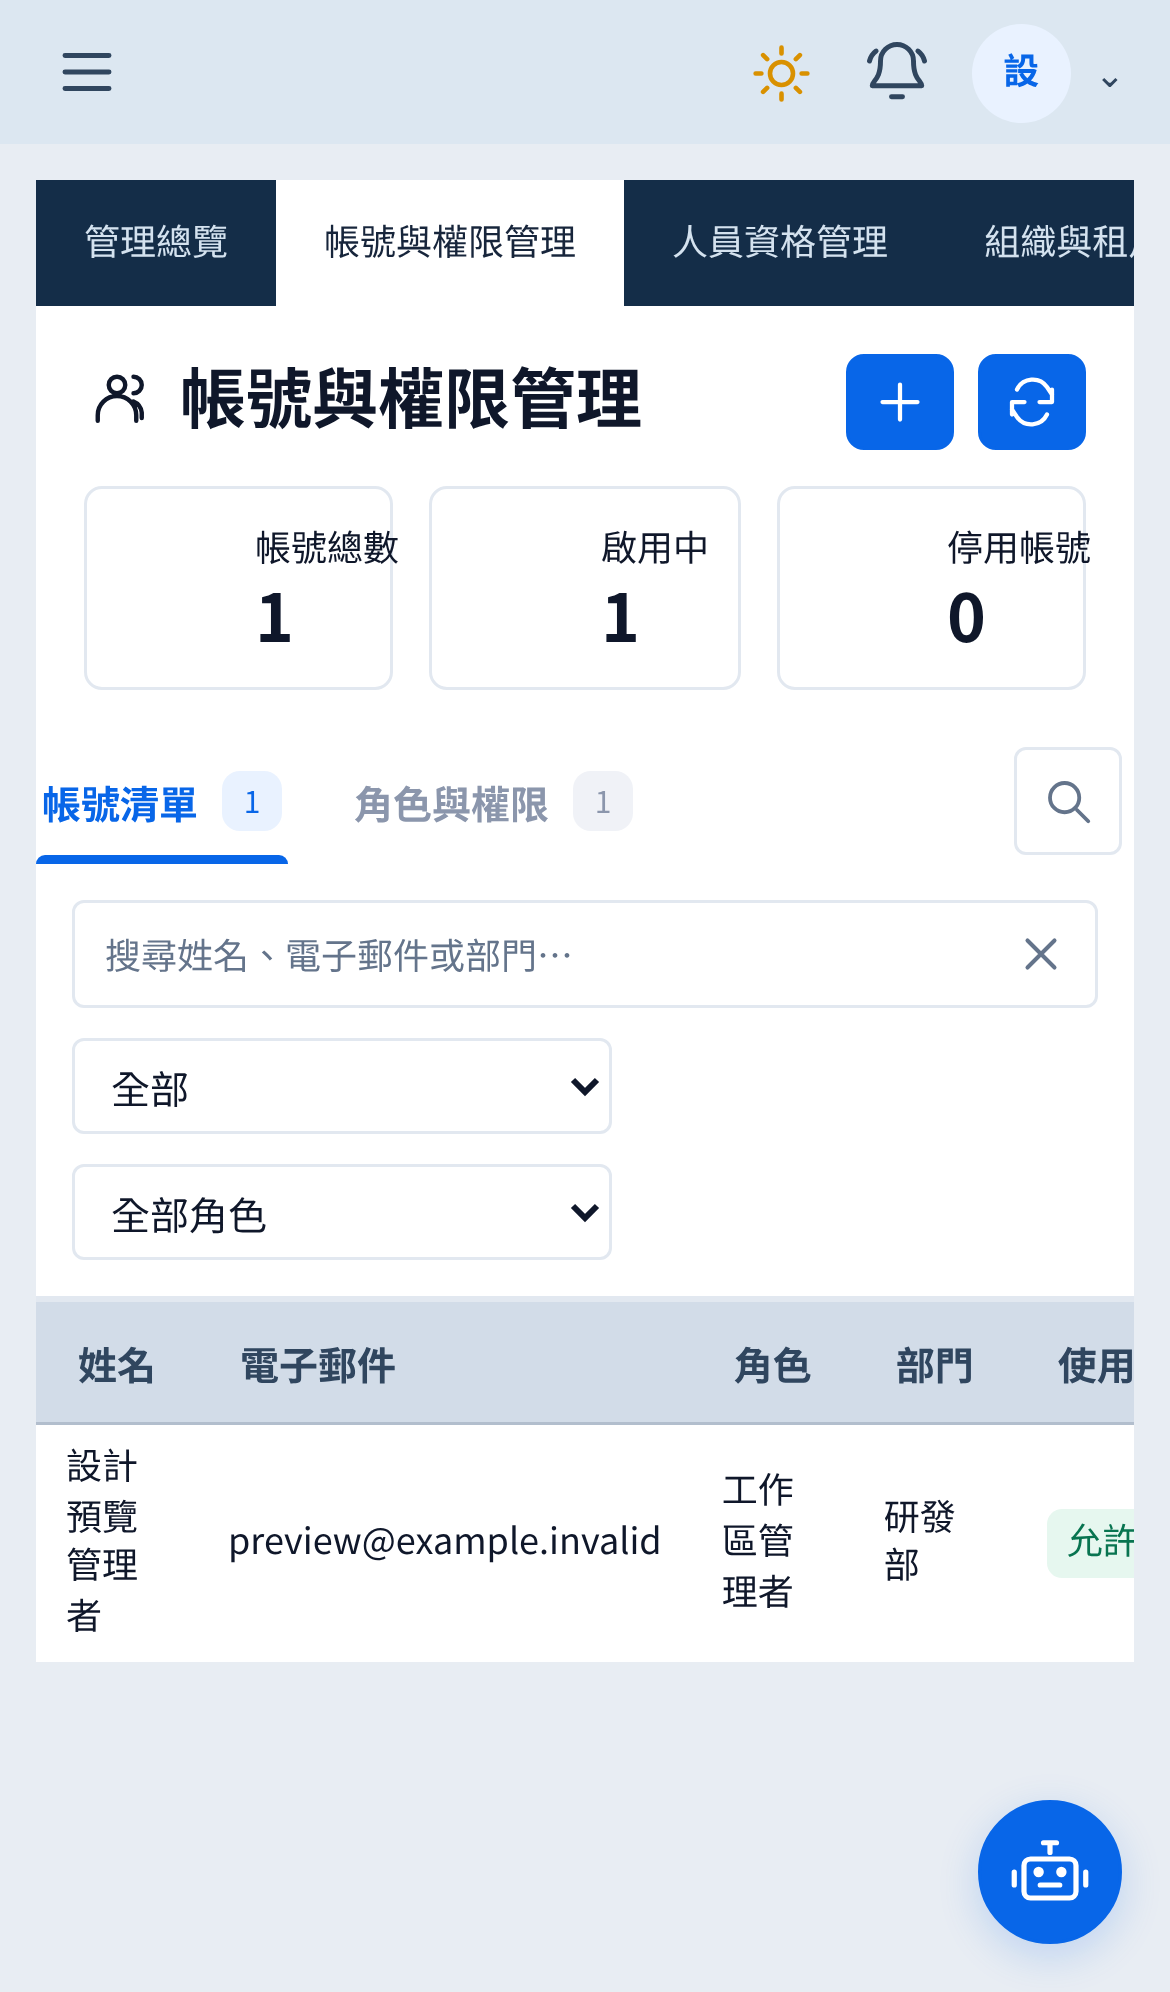 設
管理總覽 帳號與權限管理 人員資格管理 組織與租
帳號與權限管理
帳號總數 啟用中 停用帳號
1 1 0
帳號清單 1 角色與權限 1
搜尋姓名、電子郵件或部門…
全部
全部角色
姓名 電子郵件 角色 部門 使用
設計
預覽
管理
者
preview@example.invalid
工作
區管
理者
研發
部
允許